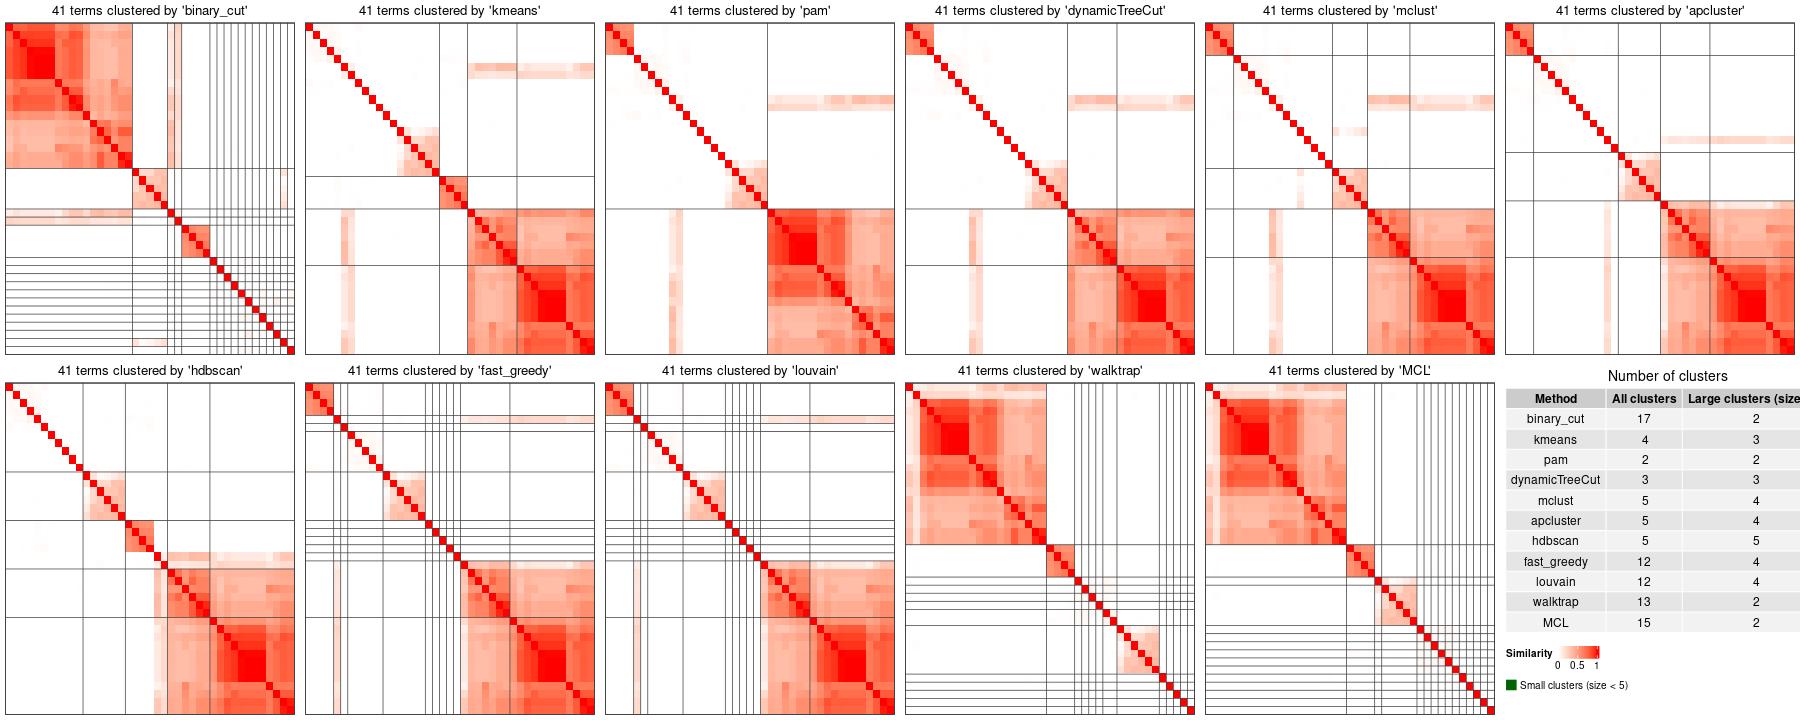 41 terms clustered by 'binary_cut'
41 terms clustered by 'kmeans'
41 terms clustered by 'pam'
41 terms clustered by 'dynamicTreeCut'
41 terms clustered by 'mclust'
41 terms clustered by 'apcluster'
41 terms clustered by 'hdbscan'
41 terms clustered by 'fast_greedy'
41 terms clustered by 'louvain'
41 terms clustered by 'walktrap'
41 terms clustered by 'MCL'
Number of clusters
Method All clusters Large clusters (size
binary_cut 17 2
kmeans 4 3
pam 2 2
dynamicTreeCut 3 3
mclust 5 4
apcluster 5 4
hdbscan 5 5
fast_greedy 12 4
louvain 12 4
walktrap 13 2
MCL 15 2
Similarity
0 0.5 1
Small clusters (size < 5)